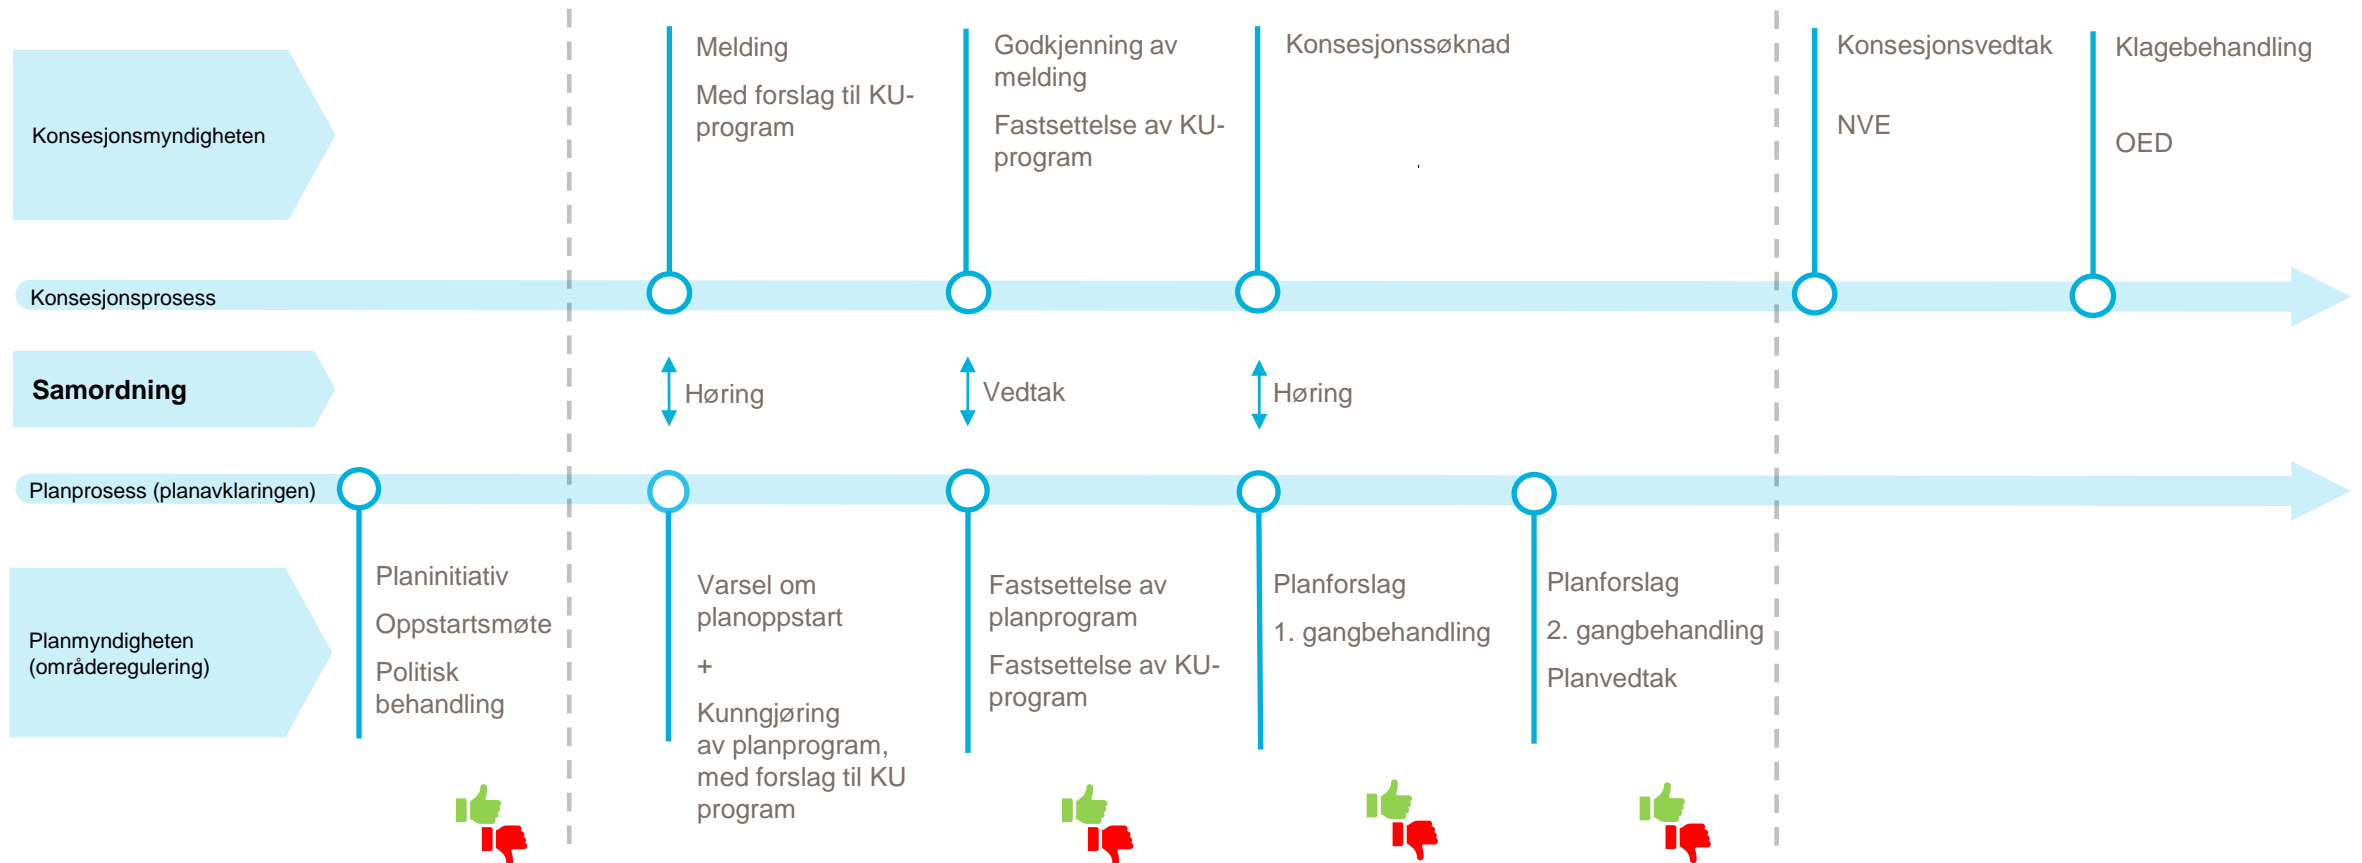 Konsesjonsmyndigheten
Melding
Med forslag til KU-
program
Godkjenning av
melding
Fastsettelse av KU-
program
Konsesjonssøknad
Konsesjonsvedtak
NVE
Klagebehandling
OED
Konsesjonsprosess
Samordning
Høring
Vedtak
Høring
Planprosess (planavklaringen)
Planmyndigheten
(områderegulering)
Planinitiativ
Oppstartsmøte
Politisk
behandling
Varsel om
planoppstart
+
Kunngjøring
av planprogram,
med forslag til KU
program
Fastsettelse av
planprogram
Fastsettelse av KU-
program
Planforslag
1. gangbehandling
Planforslag
2. gangbehandling
Planvedtak